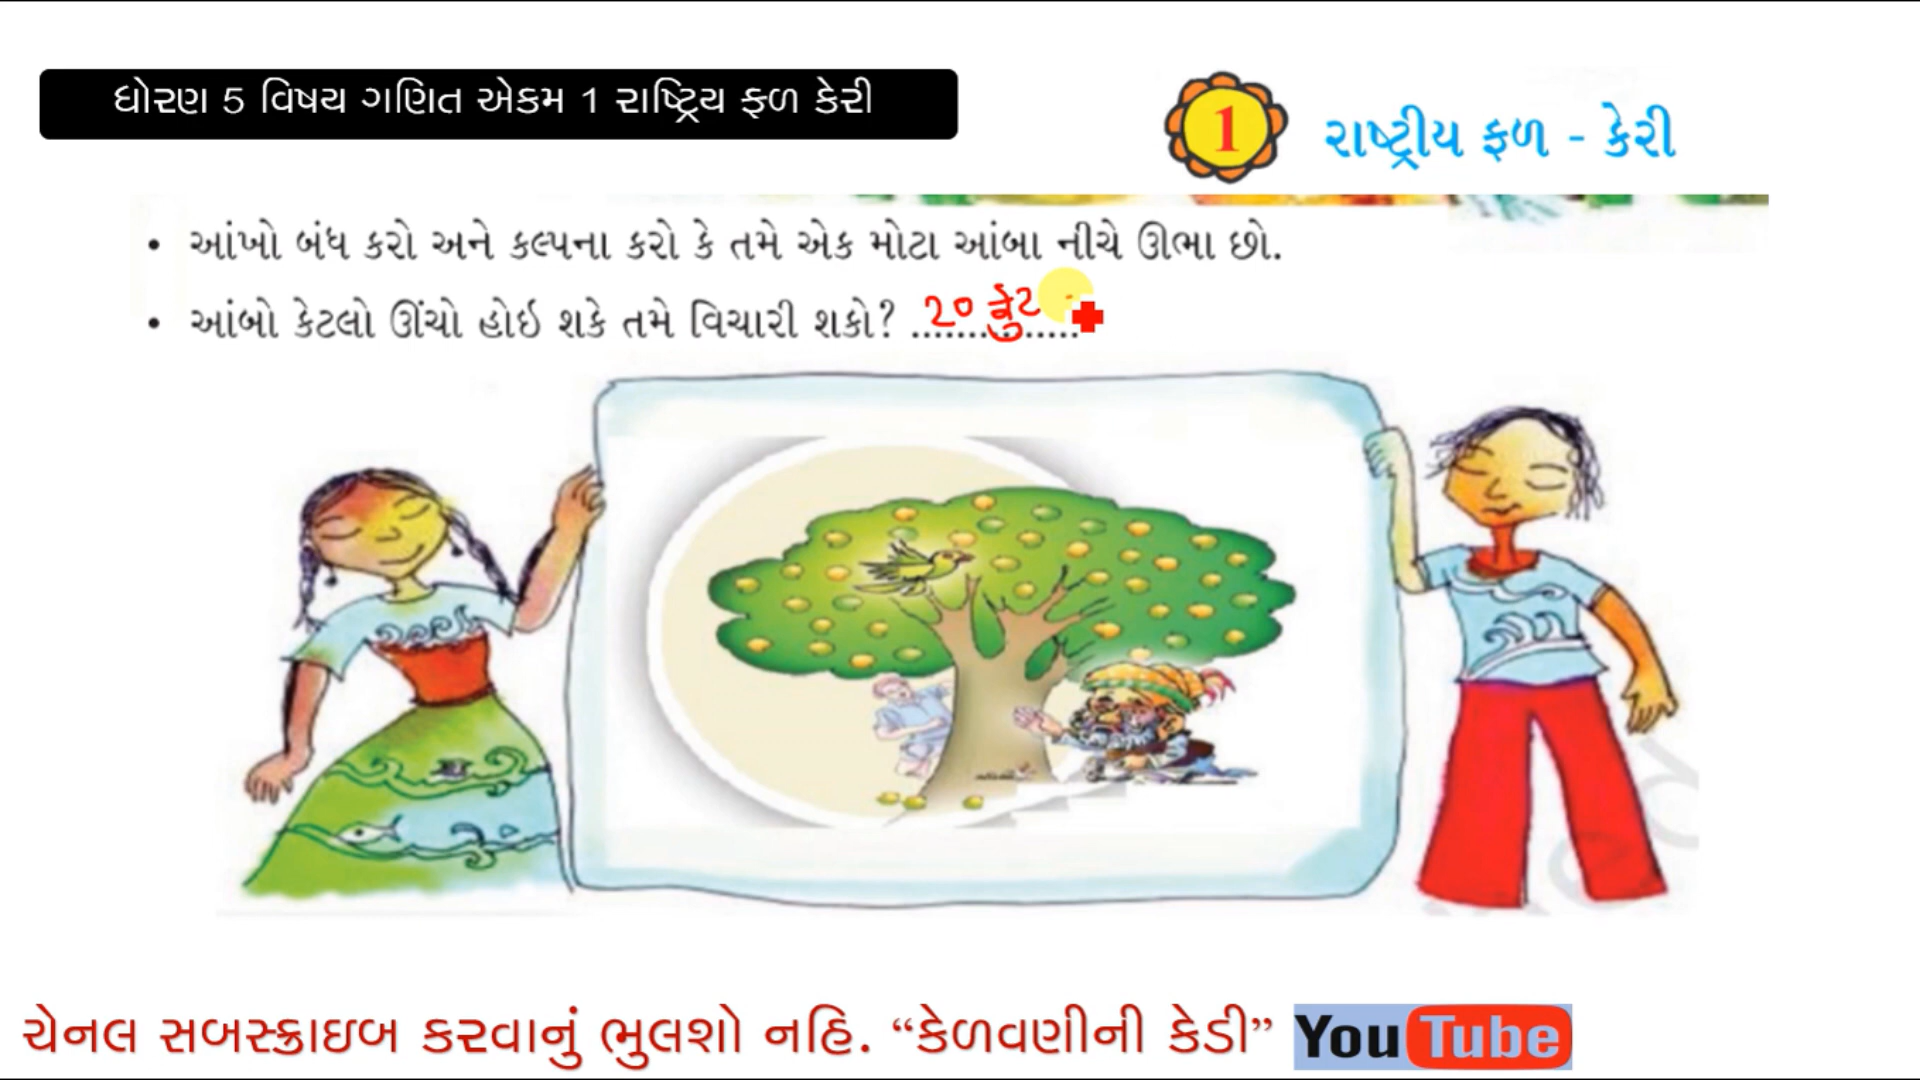 ધોરણ 5 વિષય ગણિત એકમ 1 રાષ્ટ્રિય ફળ કેરી
1 રાષ્ટ્રીય ફળ - કેરી
• આંખો બંધ કરો અને કલ્પના કરો કે તમે એક મોટા આંબા નીચે ઊભા છો.
• આંબો કેટલો ઊંચો હોઇ શકે તમે વિચારી શકો? .............. 20
ચેનલ સબસ્ક્રાઇબ કરવાનું ભુલશો નહિ. “કેળવણીની કેડી” YouTube